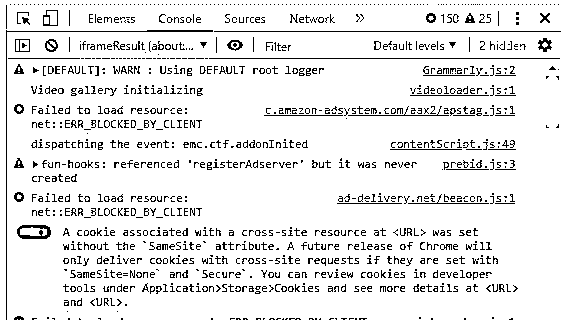 Elements Console Sources Network » 150 25
iframeResult (about... Filter Default levels 2 hidden
[DEFAULT]: WARN : Using DEFAULT root logger Grammarly.js:2
Video gallery initializing videoloader.js:1
Failed to load resource: c.amazon-adsystem.com/aax2/apstag.js:1
net::ERR_BLOCKED_BY_CLIENT
dispatching the event: emc.ctf.addonInited contentScript.js:49
fun-hooks: referenced 'registerAdserver' but it was never prebid.js:3
created
Failed to load resource: ad-delivery.net/beacon.js:1
net::ERR_BLOCKED_BY_CLIENT
A cookie associated with a cross-site resource at <URL> was set
without the `SameSite` attribute. A future release of Chrome will
only deliver cookies with cross-site requests if they are set with
`SameSite=None` and `Secure`. You can review cookies in developer
tools under Application>Storage>Cookies and see more details at <URL>
and <URL>.